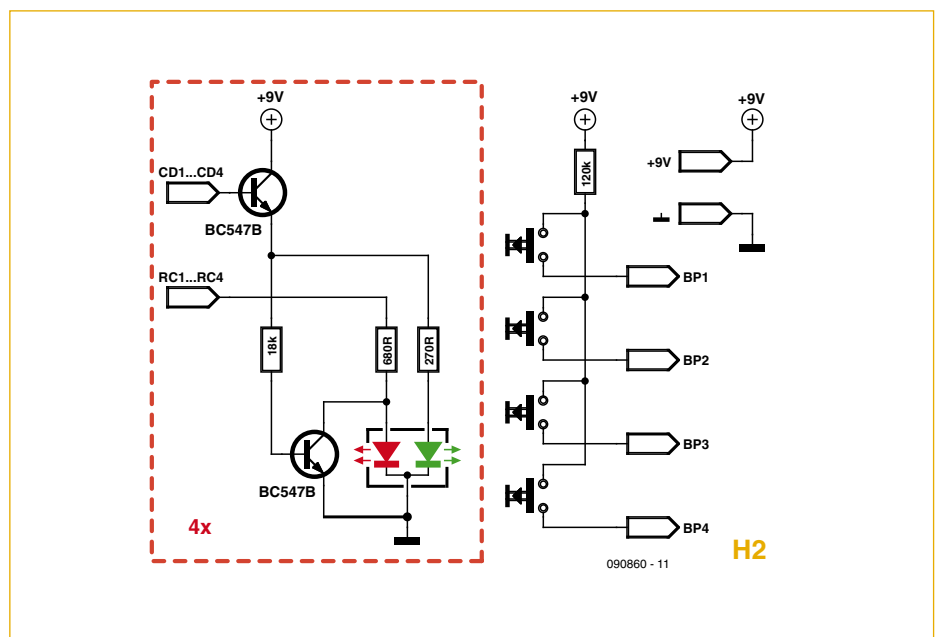 +9V
CD1...CD4
BC547B
RC1...RC4
18k
680R
270R
BC547B
4x
+9V
120k
BP1
BP2
BP3
BP4
+9V
+9V
090860 - 11
H2